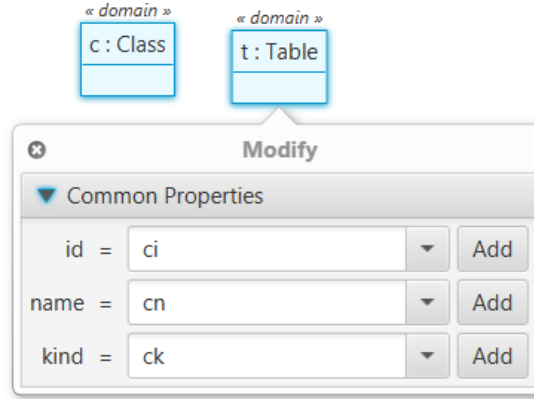 « domain »
« domain »
c : Class
t : Table
Modify
Common Properties
id = ci Add
name = cn Add
kind = ck Add